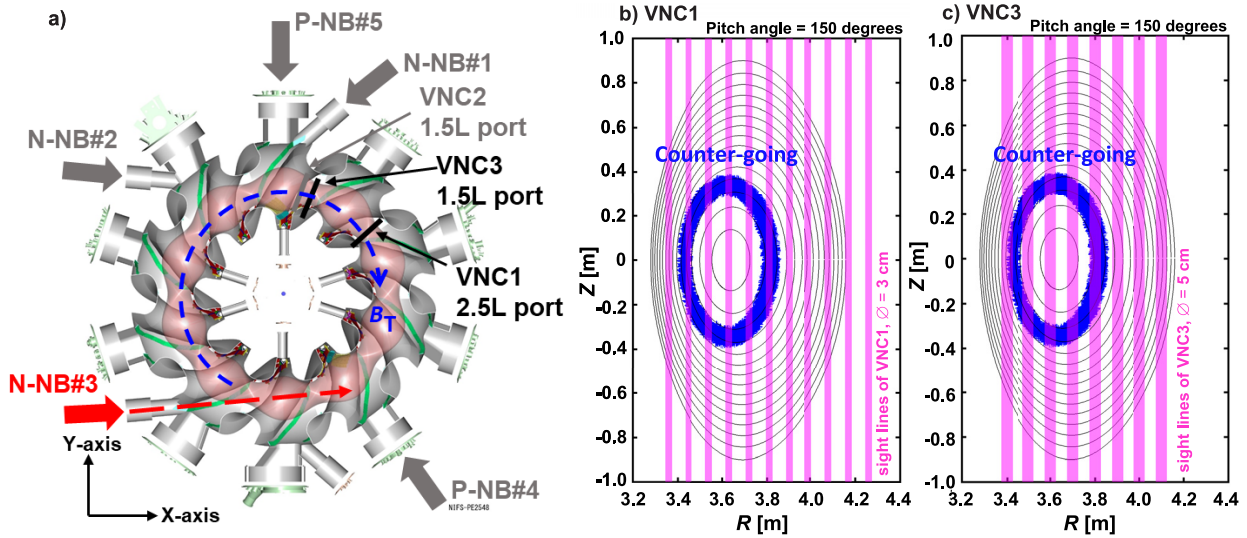 a)
P-NB#5
N-NB#1
VNC2
1.5L port
N-NB#2
VNC3
1.5L port
VNC1
2.5L port
BT
N-NB#3
Y-axis
X-axis
P-NB#4
NIFS-PE2548
b) VNC1
Pitch angle = 150 degrees
1.0
0.8
0.6
0.4
0.2
0
-0.2
-0.4
-0.6
-0.8
-1.0
Z [m]
Counter-going
sight lines of VNC1, ∅ = 3 cm
3.2 3.4 3.6 3.8 4.0 4.2 4.4
R [m]
c) VNC3
Pitch angle = 150 degrees
1.0
0.8
0.6
0.4
0.2
0
-0.2
-0.4
-0.6
-0.8
-1.0
Z [m]
Counter-going
sight lines of VNC3, ∅ = 5 cm
3.2 3.4 3.6 3.8 4.0 4.2 4.4
R [m]